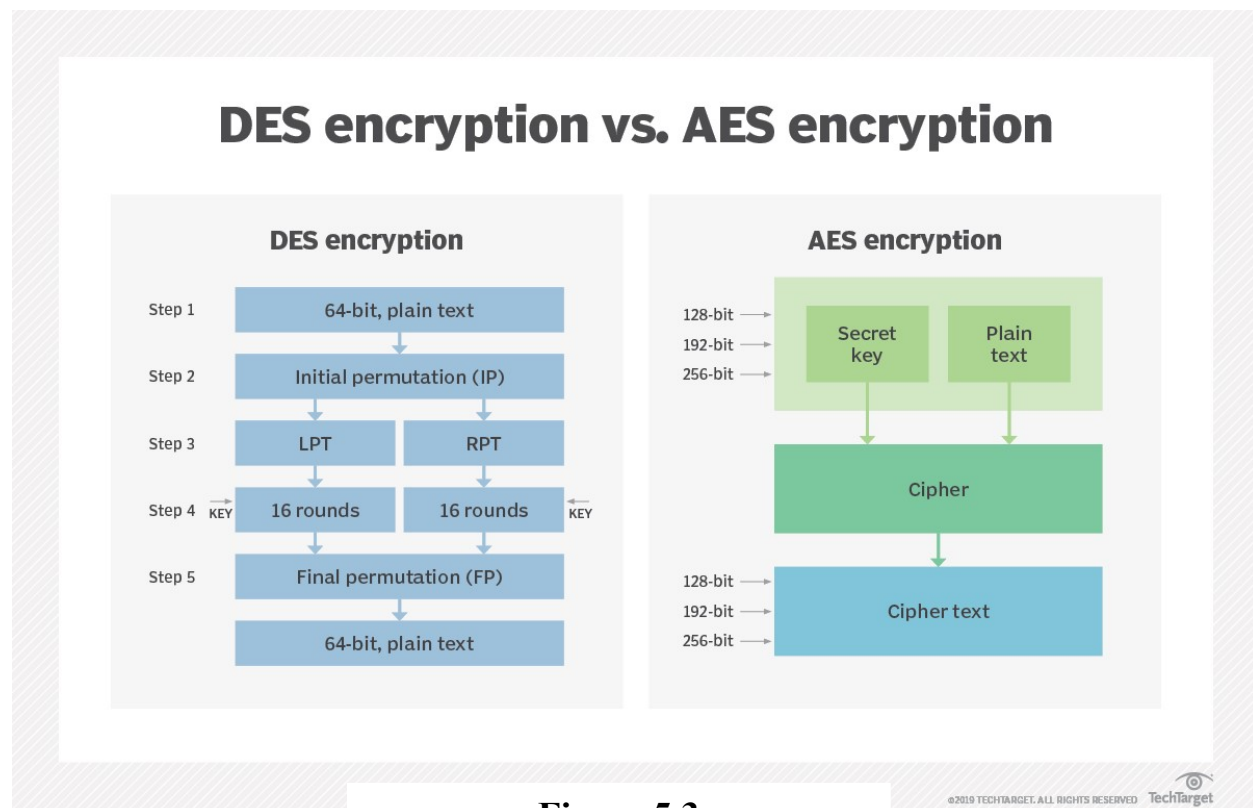 DES encryption vs. AES encryption
DES encryption
Step 1
64-bit, plain text
Step 2
Initial permutation (IP)
Step 3
LPT
RPT
Step 4
KEY
16 rounds
16 rounds
KEY
Step 5
Final permutation (FP)
64-bit, plain text
AES encryption
128-bit
192-bit
256-bit
Secret
key
Plain
text
Cipher
128-bit
192-bit
256-bit
Cipher text
©2019 TECHTARGET. ALL RIGHTS RESERVED
TechTarget